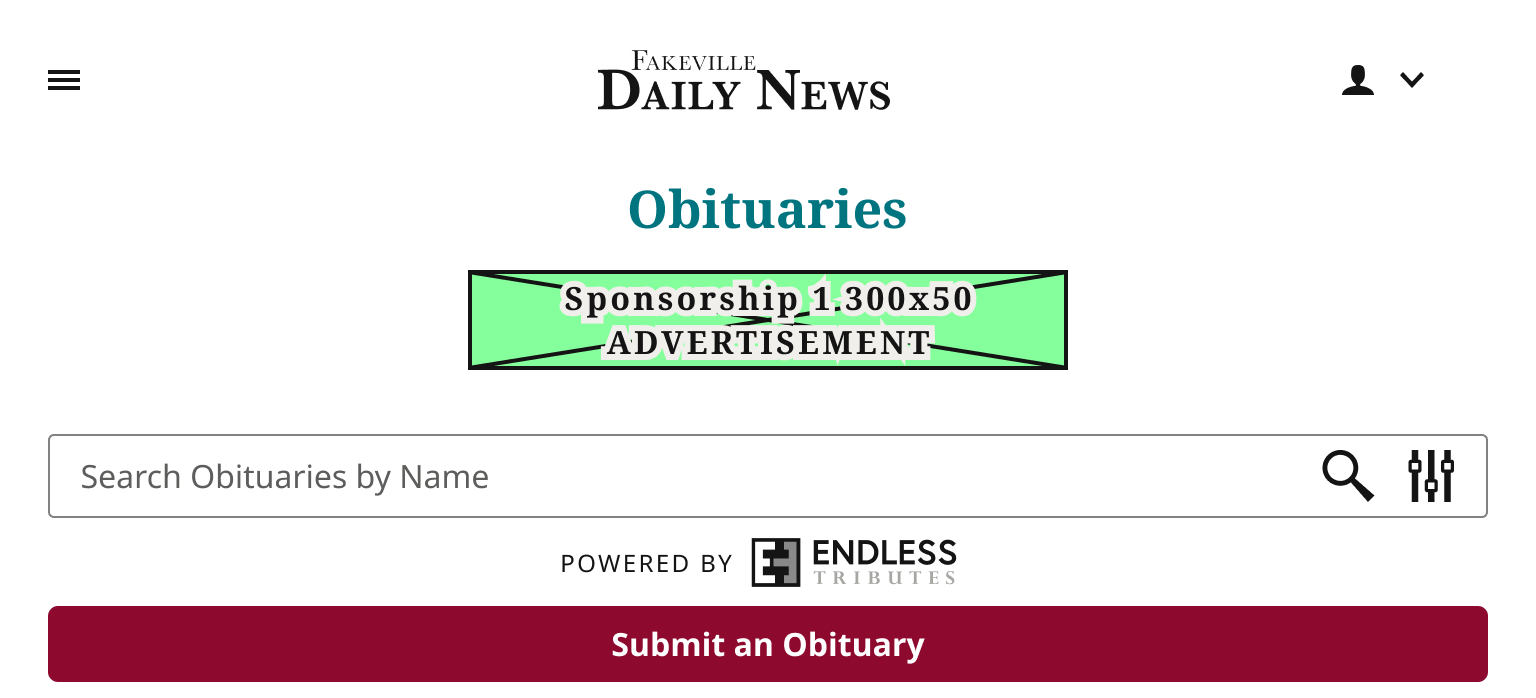 Fakeville
Daily News
Obituaries
Sponsorship 1 300x50
ADVERTISEMENT
Search Obituaries by Name
POWERED BY ENDLESS
TRIBUTES
Submit an Obituary